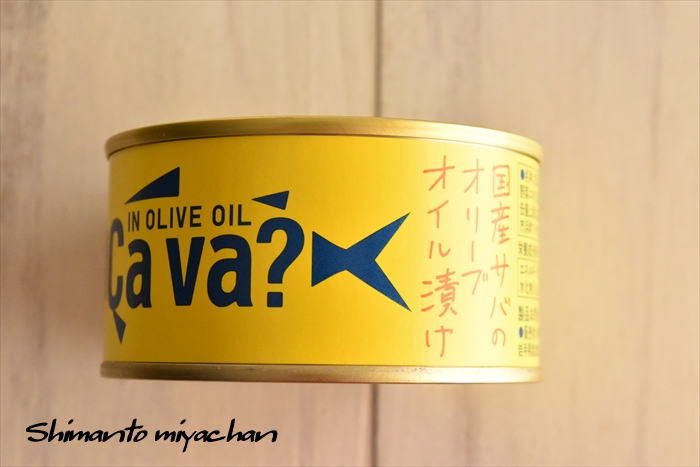 IN OLIVE OIL
Ça va?
国産サバの
オリーブ
オイル漬け
Shimanto miyachan